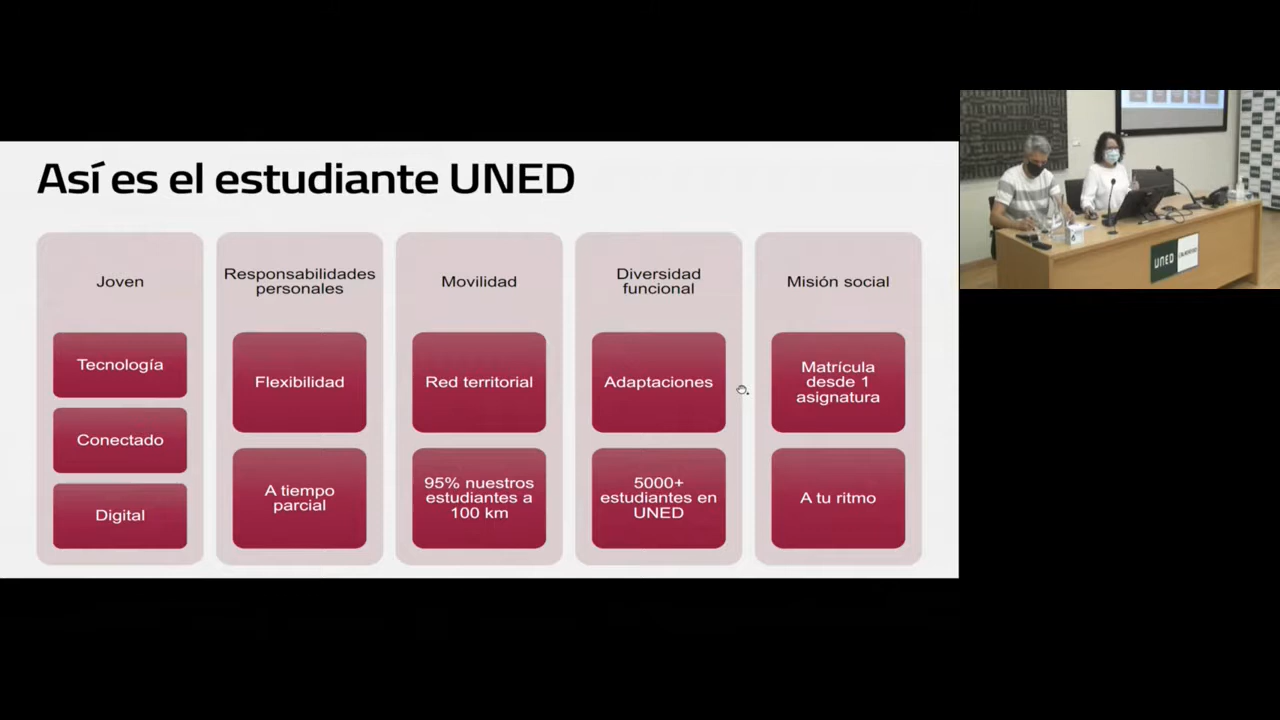 Así es el estudiante UNED
Joven
Tecnología
Conectado
Digital
Responsabilidades
personales
Flexibilidad
A tiempo
parcial
Movilidad
Red territorial
95% nuestros
estudiantes a
100 km
Diversidad
funcional
Adaptaciones
5000+
estudiantes en
UNED
Misión social
Matrícula
desde 1
asignatura
A tu ritmo
UNED